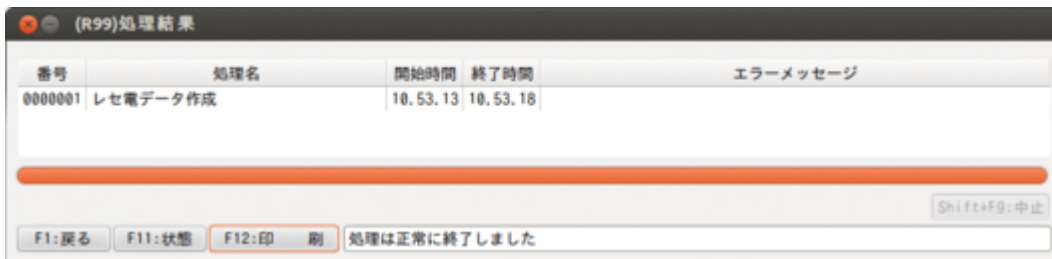 (R99)処理結果
番号 処理名 開始時間 終了時間 エラーメッセージ
0000001 レセ電データ作成 10.53.13 10.53.18
Shift+F9:中止
F1:戻る F11:状態 F12:印 刷 処理は正常に終了しました